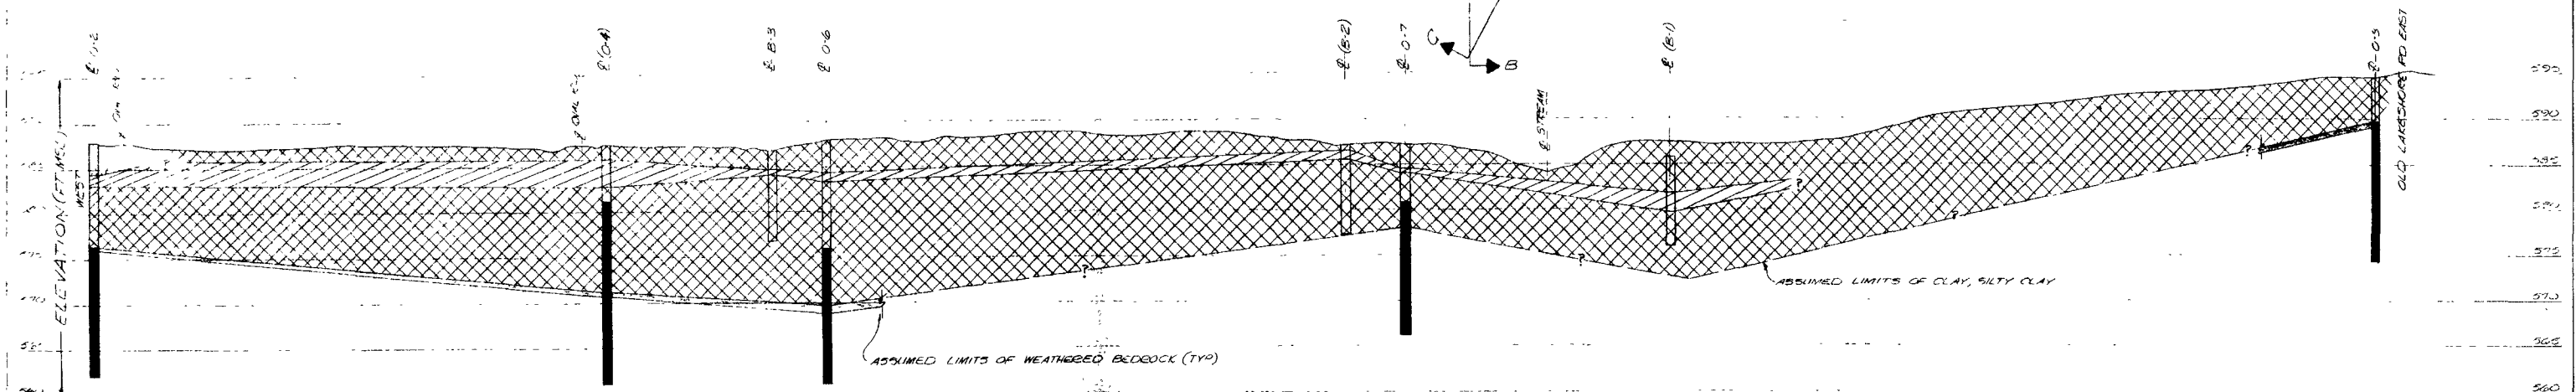 O-2
(O-4)
B-3
O-6
(B-2)
O-7
C
B
(B-1)
O-5
OLD LAKESHORE RD EAST
595
590
585
580
575
570
565
560
WEST
ELEVATION (FT. MSL)
℄ STREAM
?
?
?
?
?
?
ASSUMED LIMITS OF CLAY, SILTY CLAY
ASSUMED LIMITS OF WEATHERED BEDROCK (TYP)